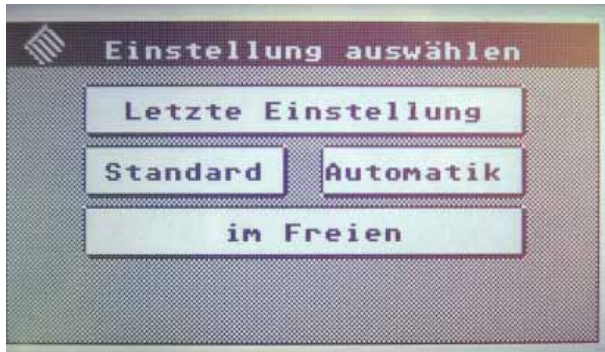 Einstellung auswählen
Letzte Einstellung
Standard Automatik
im Freien